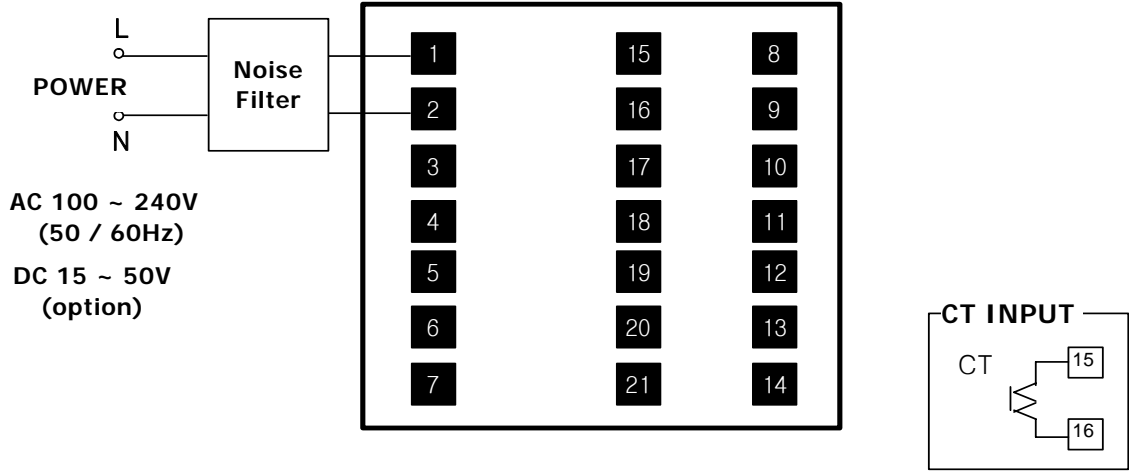 L
POWER
N
Noise
Filter
AC 100 ~ 240V
(50 / 60Hz)
DC 15 ~ 50V
(option)
1 15 8
2 16 9
3 17 10
4 18 11
5 19 12
6 20 13
7 21 14
CT INPUT
CT
15
16